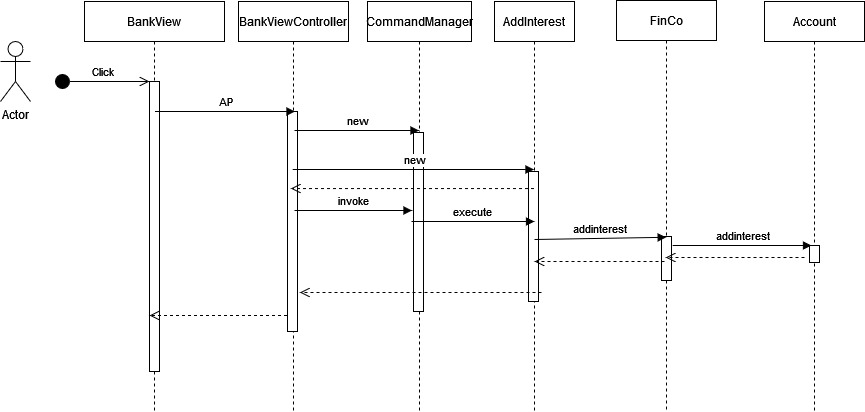 BankView
BankViewController
CommandManager
AddInterest
FinCo
Account
Click
Actor
AP
new
new
invoke
execute
addinterest
addinterest